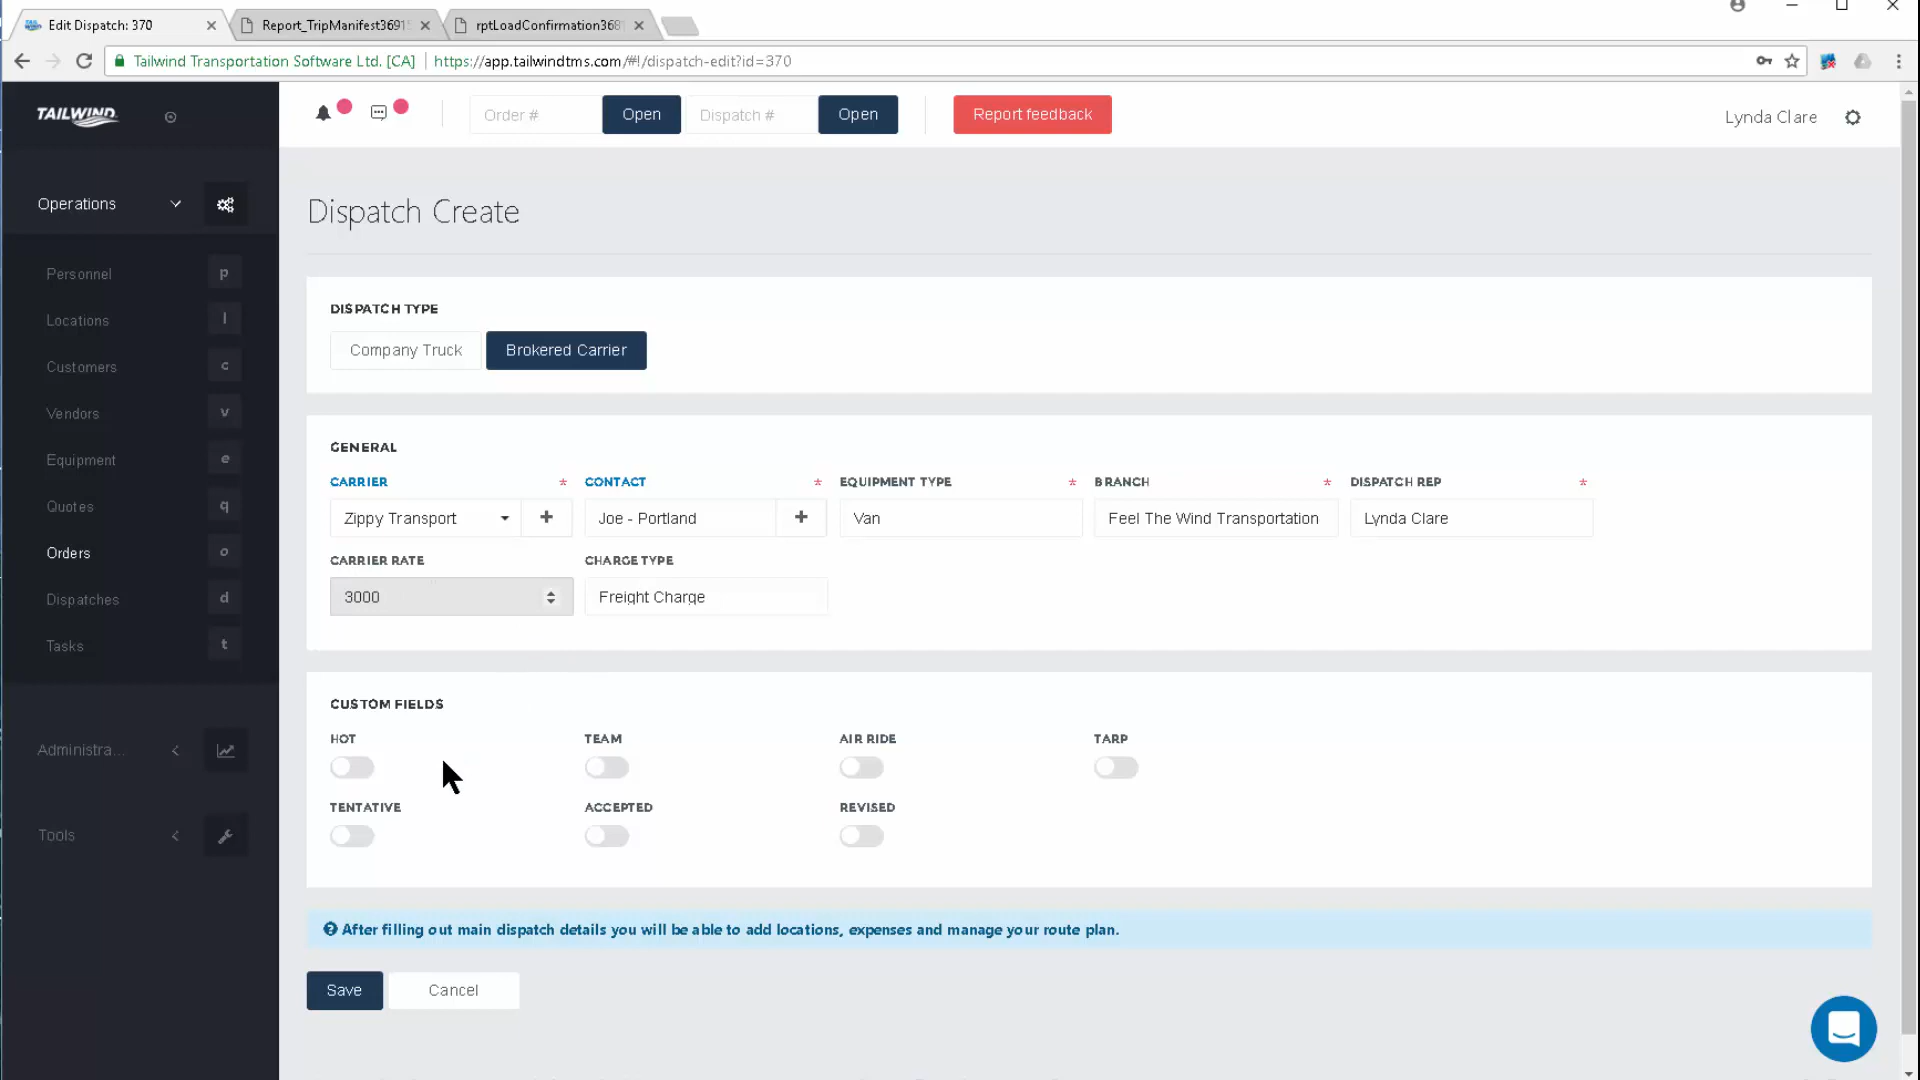 Edit Dispatch: 370
Report_TripManifest3691
rptLoadConfirmation368
Tailwind Transportation Software Ltd. [CA]
https://app.tailwindtms.com/#!/dispatch-edit?id=370
TAILWIND
Order #
Open
Dispatch #
Open
Report feedback
Lynda Clare
Operations
Personnel p
Locations l
Customers c
Vendors v
Equipment e
Quotes q
Orders o
Dispatches d
Tasks t
Administra...
Tools
Dispatch Create
DISPATCH TYPE
Company Truck
Brokered Carrier
GENERAL
CARRIER *
CONTACT *
EQUIPMENT TYPE *
BRANCH *
DISPATCH REP *
Zippy Transport
+
Joe - Portland
+
Van
Feel The Wind Transportation
Lynda Clare
CARRIER RATE
CHARGE TYPE
3000
Freight Charge
CUSTOM FIELDS
HOT
TEAM
AIR RIDE
TARP
TENTATIVE
ACCEPTED
REVISED
After filling out main dispatch details you will be able to add locations, expenses and manage your route plan.
Save
Cancel